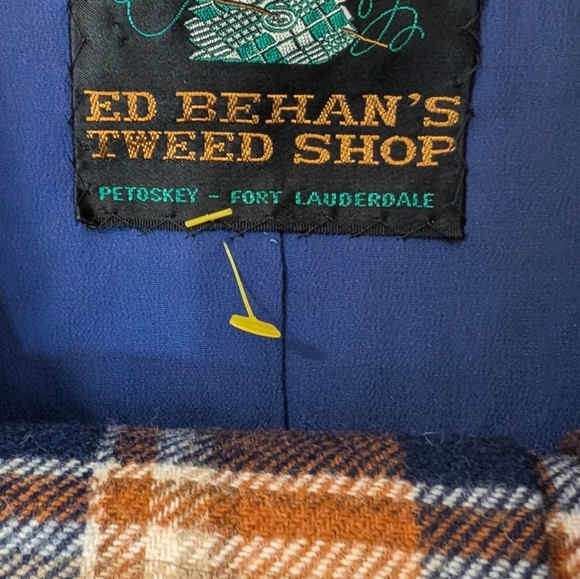 ED BEHAN'S
TWEED SHOP
PETOSKEY - FORT LAUDERDALE